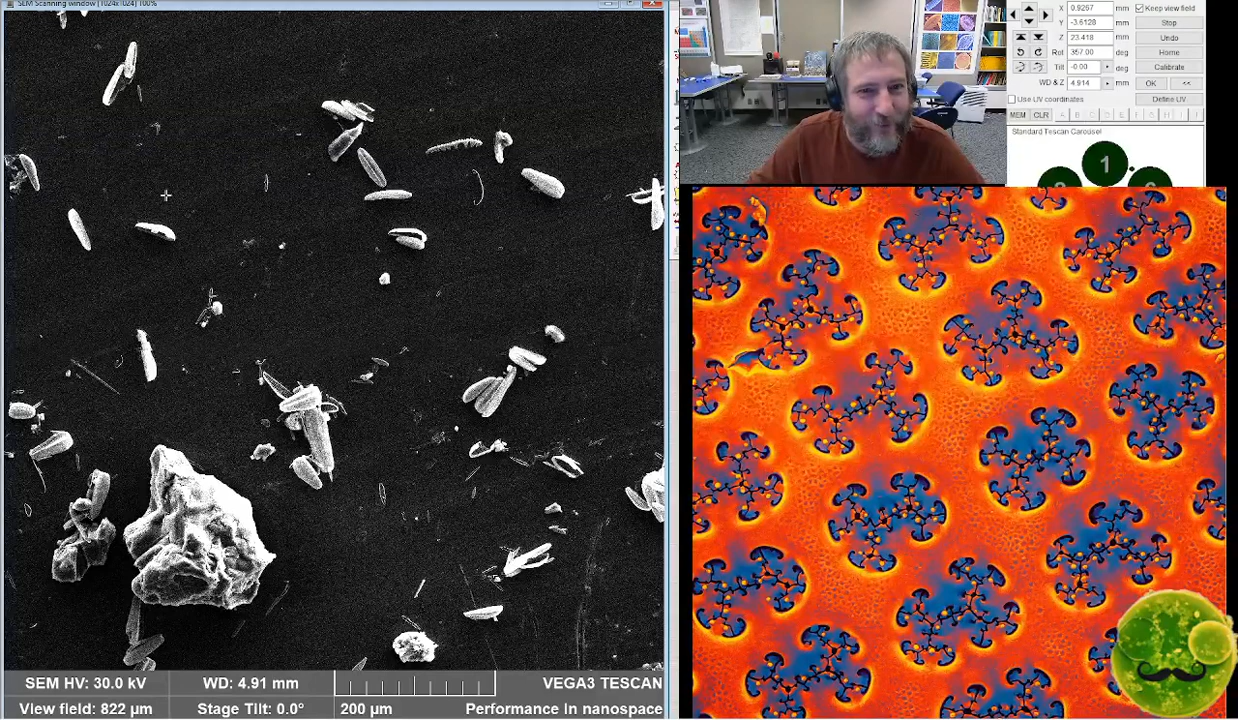 SEM Scanning window [1024x1024] 100%
SEM HV: 30.0 kV
WD: 4.91 mm
VEGA3 TESCAN
View field: 822 µm
Stage Tilt: 0.0°
200 µm
Performance in nanospace
X 0.9267 mm
Keep view field
Y -3.6128 mm
Stop
Z 23.418 mm
Undo
Rot 357.00 deg
Home
Tilt -0.00 deg
Calibrate
WD & Z 4.914 mm
OK <<
Use UV coordinates
Define UV
MEM CLR A B C D E F G H I
Standard Tescan Carousel
1